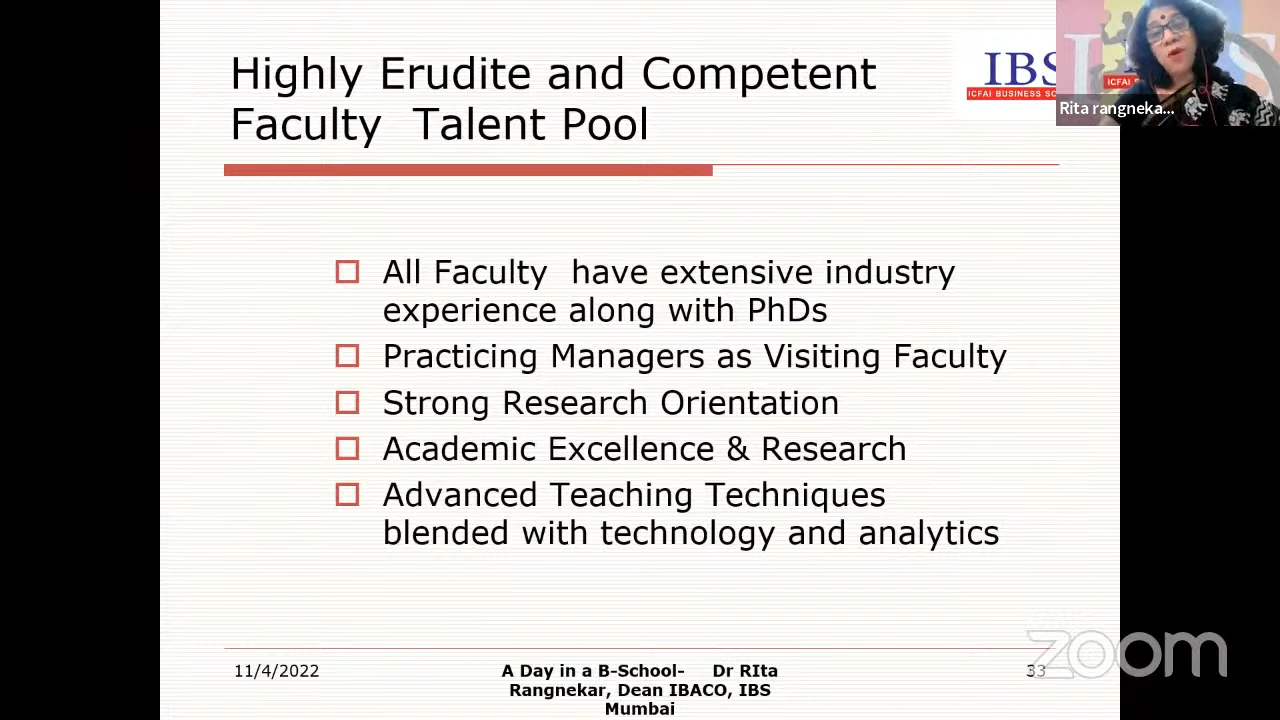 Highly Erudite and Competent
Faculty Talent Pool
IBS
ICFAI BUSINESS SC
ICFAI
Rita rangneka...
All Faculty have extensive industry
experience along with PhDs
Practicing Managers as Visiting Faculty
Strong Research Orientation
Academic Excellence & Research
Advanced Teaching Techniques
blended with technology and analytics
11/4/2022
A Day in a B-School- Dr RIta
Rangnekar, Dean IBACO, IBS
Mumbai
33
zoom